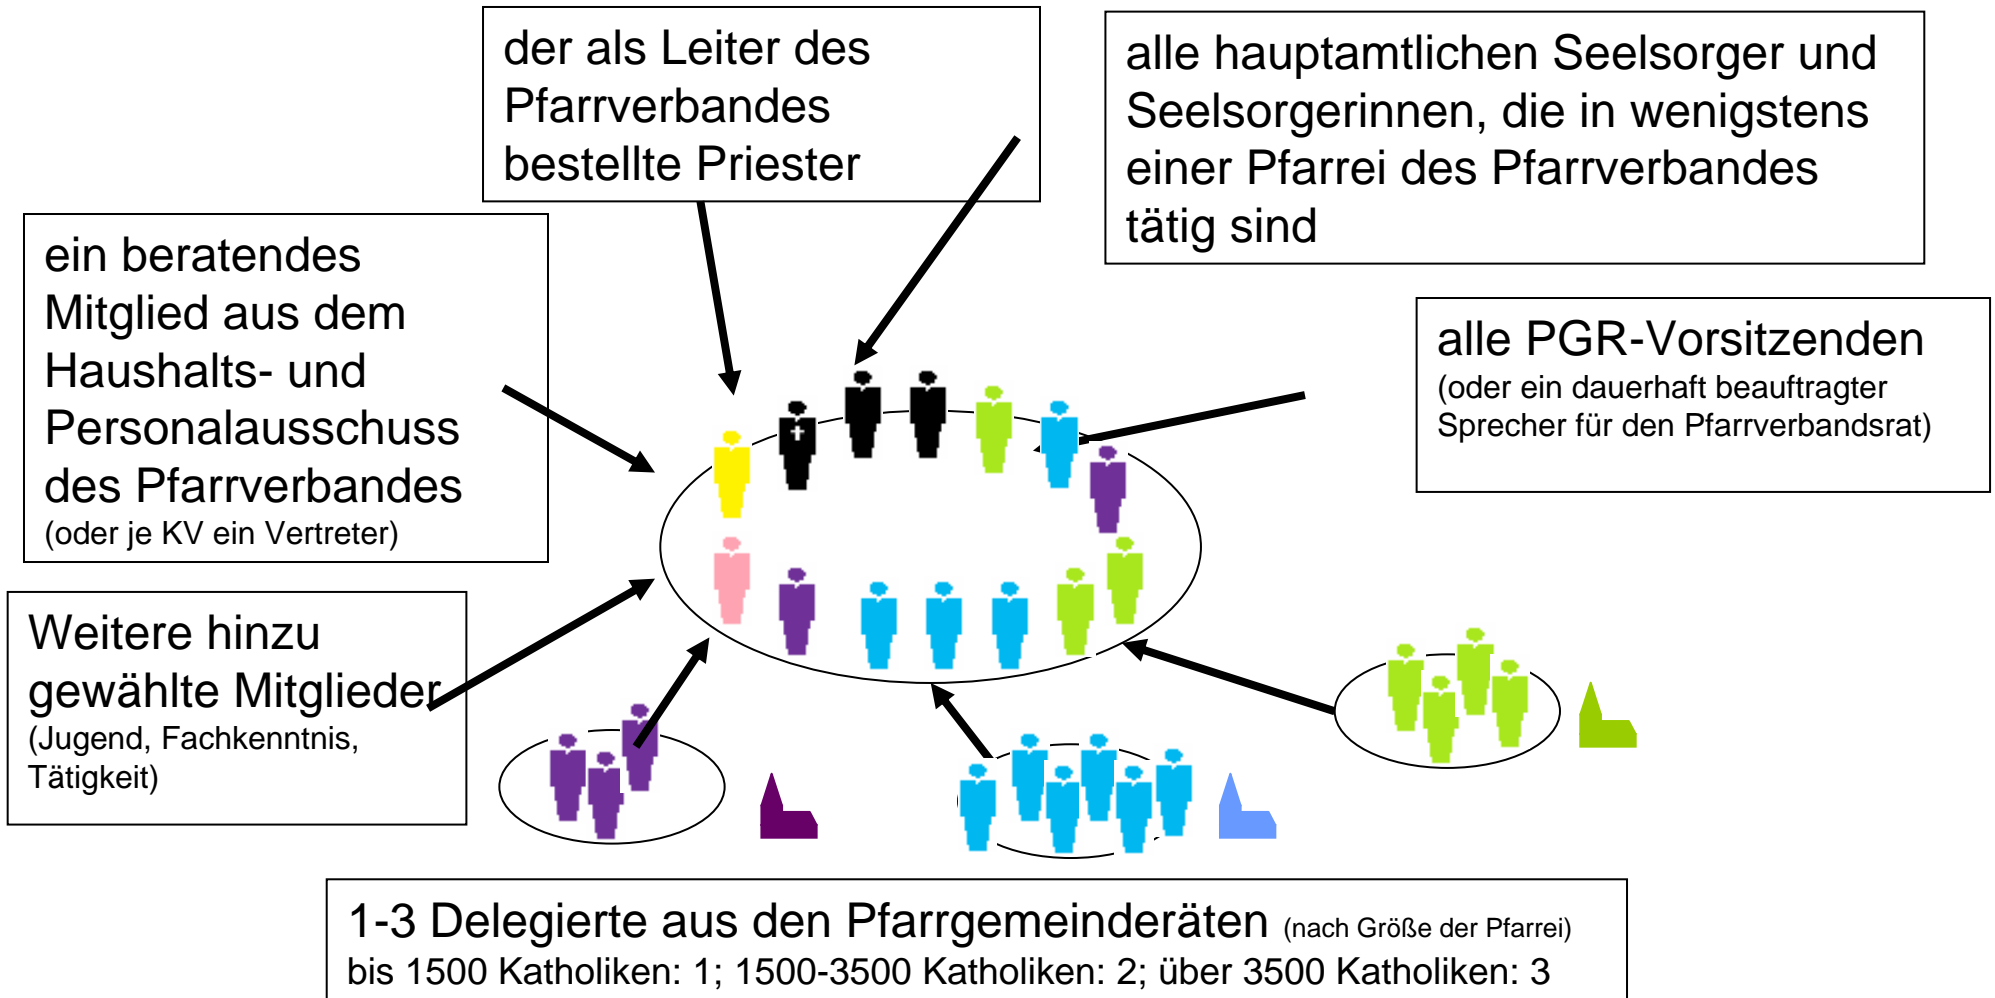 der als Leiter des
Pfarrverbandes
bestellte Priester
alle hauptamtlichen Seelsorger und
Seelsorgerinnen, die in wenigstens
einer Pfarrei des Pfarrverbandes
tätig sind
ein beratendes
Mitglied aus dem
Haushalts- und
Personalausschuss
des Pfarrverbandes
(oder je KV ein Vertreter)
alle PGR-Vorsitzenden
(oder ein dauerhaft beauftragter
Sprecher für den Pfarrverbandsrat)
Weitere hinzu
gewählte Mitglieder
(Jugend, Fachkenntnis,
Tätigkeit)
1-3 Delegierte aus den Pfarrgemeinderäten (nach Größe der Pfarrei)
bis 1500 Katholiken: 1; 1500-3500 Katholiken: 2; über 3500 Katholiken: 3